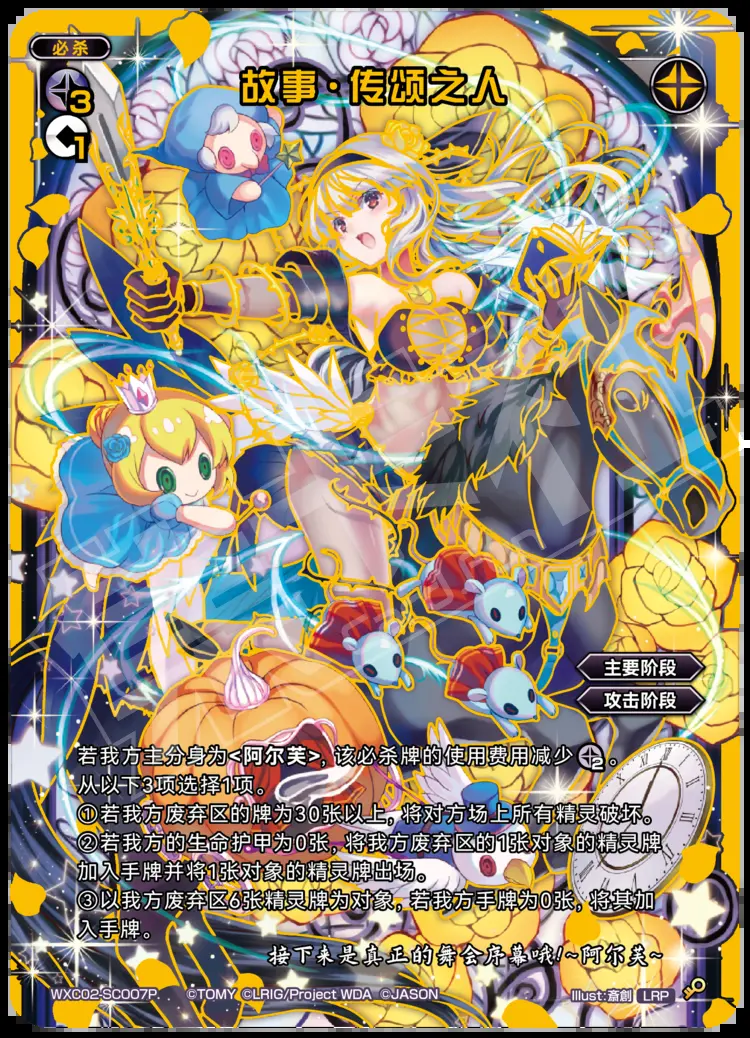 必杀
故事·传颂之人
3
1
主要阶段
攻击阶段
若我方主分身为<阿尔芙>，该必杀牌的使用费用减少2。
从以下3项选择1项。
①若我方废弃区的牌为30张以上，将对方场上所有精灵破坏。
②若我方的生命护甲为0张，将我方废弃区的1张对象的精灵牌
加入手牌并将1张对象的精灵牌出场。
③以我方废弃区6张精灵牌为对象，若我方手牌为0张，将其加
入手牌。
接下来是真正的舞会序幕哦！~阿尔芙~
WXC02-SC007P. ©TOMY ©LRIG/Project WDA ©JASON Illust:斎創 LRP